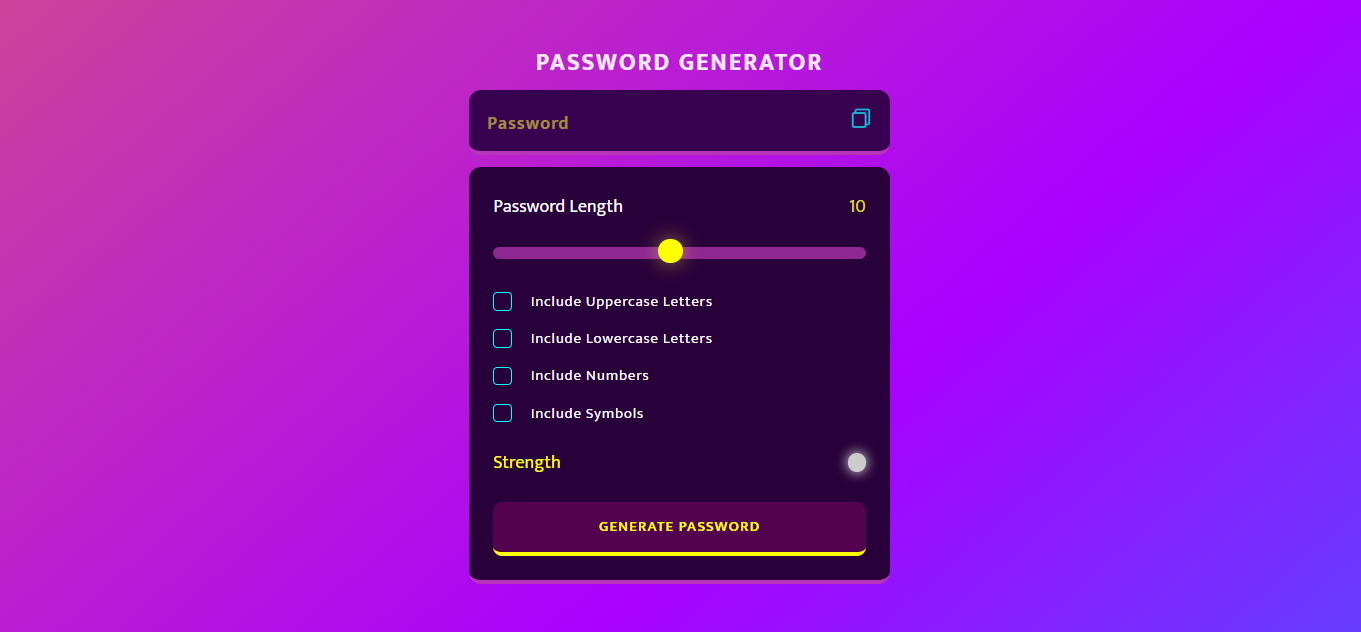 PASSWORD GENERATOR
Password
Password Length 10
Include Uppercase Letters
Include Lowercase Letters
Include Numbers
Include Symbols
Strength
GENERATE PASSWORD